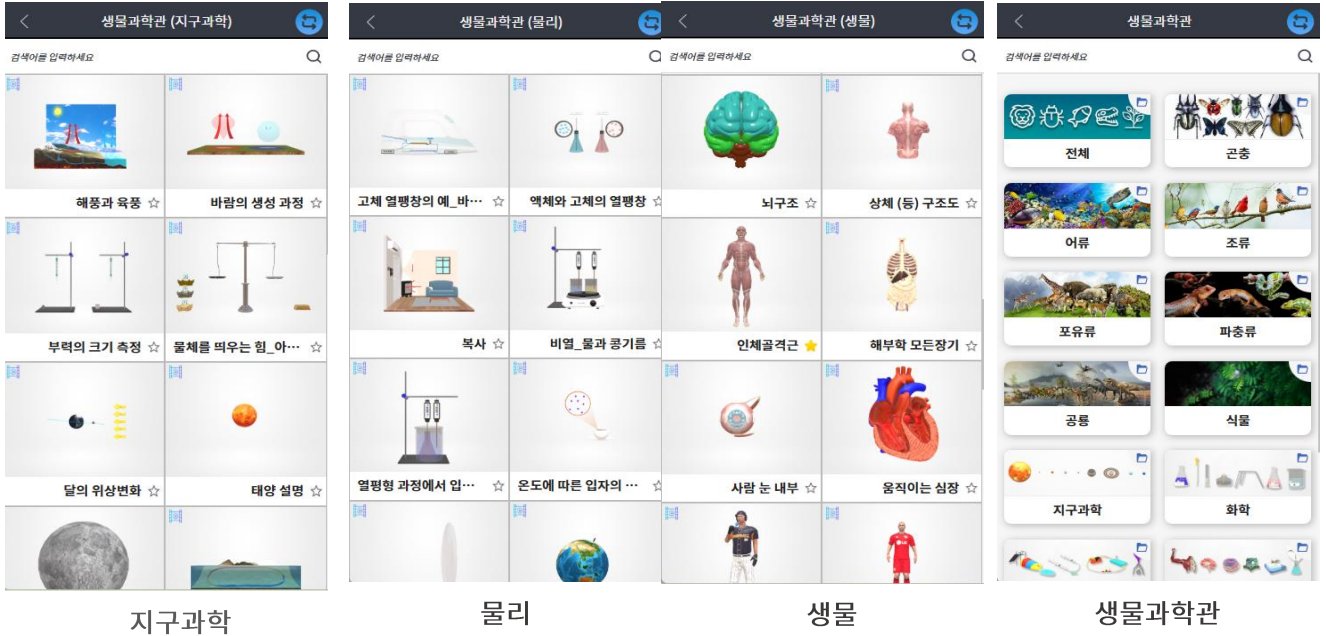 생물과학관 (지구과학)
검색어를 입력하세요
해풍과 육풍
바람의 생성 과정
부력의 크기 측정
물체를 띄우는 힘_아···
달의 위상변화
태양 설명
지구과학
생물과학관 (물리)
검색어를 입력하세요
고체 열팽창의 예_바···
액체와 고체의 열팽창
복사
비열_물과 콩기름
열평형 과정에서 입···
온도에 따른 입자의 ···
물리
생물과학관 (생물)
검색어를 입력하세요
뇌구조
상체 (등) 구조도
인체골격근
해부학 모든장기
사람 눈 내부
움직이는 심장
생물
생물과학관
검색어를 입력하세요
전체
곤충
어류
조류
포유류
파충류
공룡
식물
지구과학
화학
생물과학관